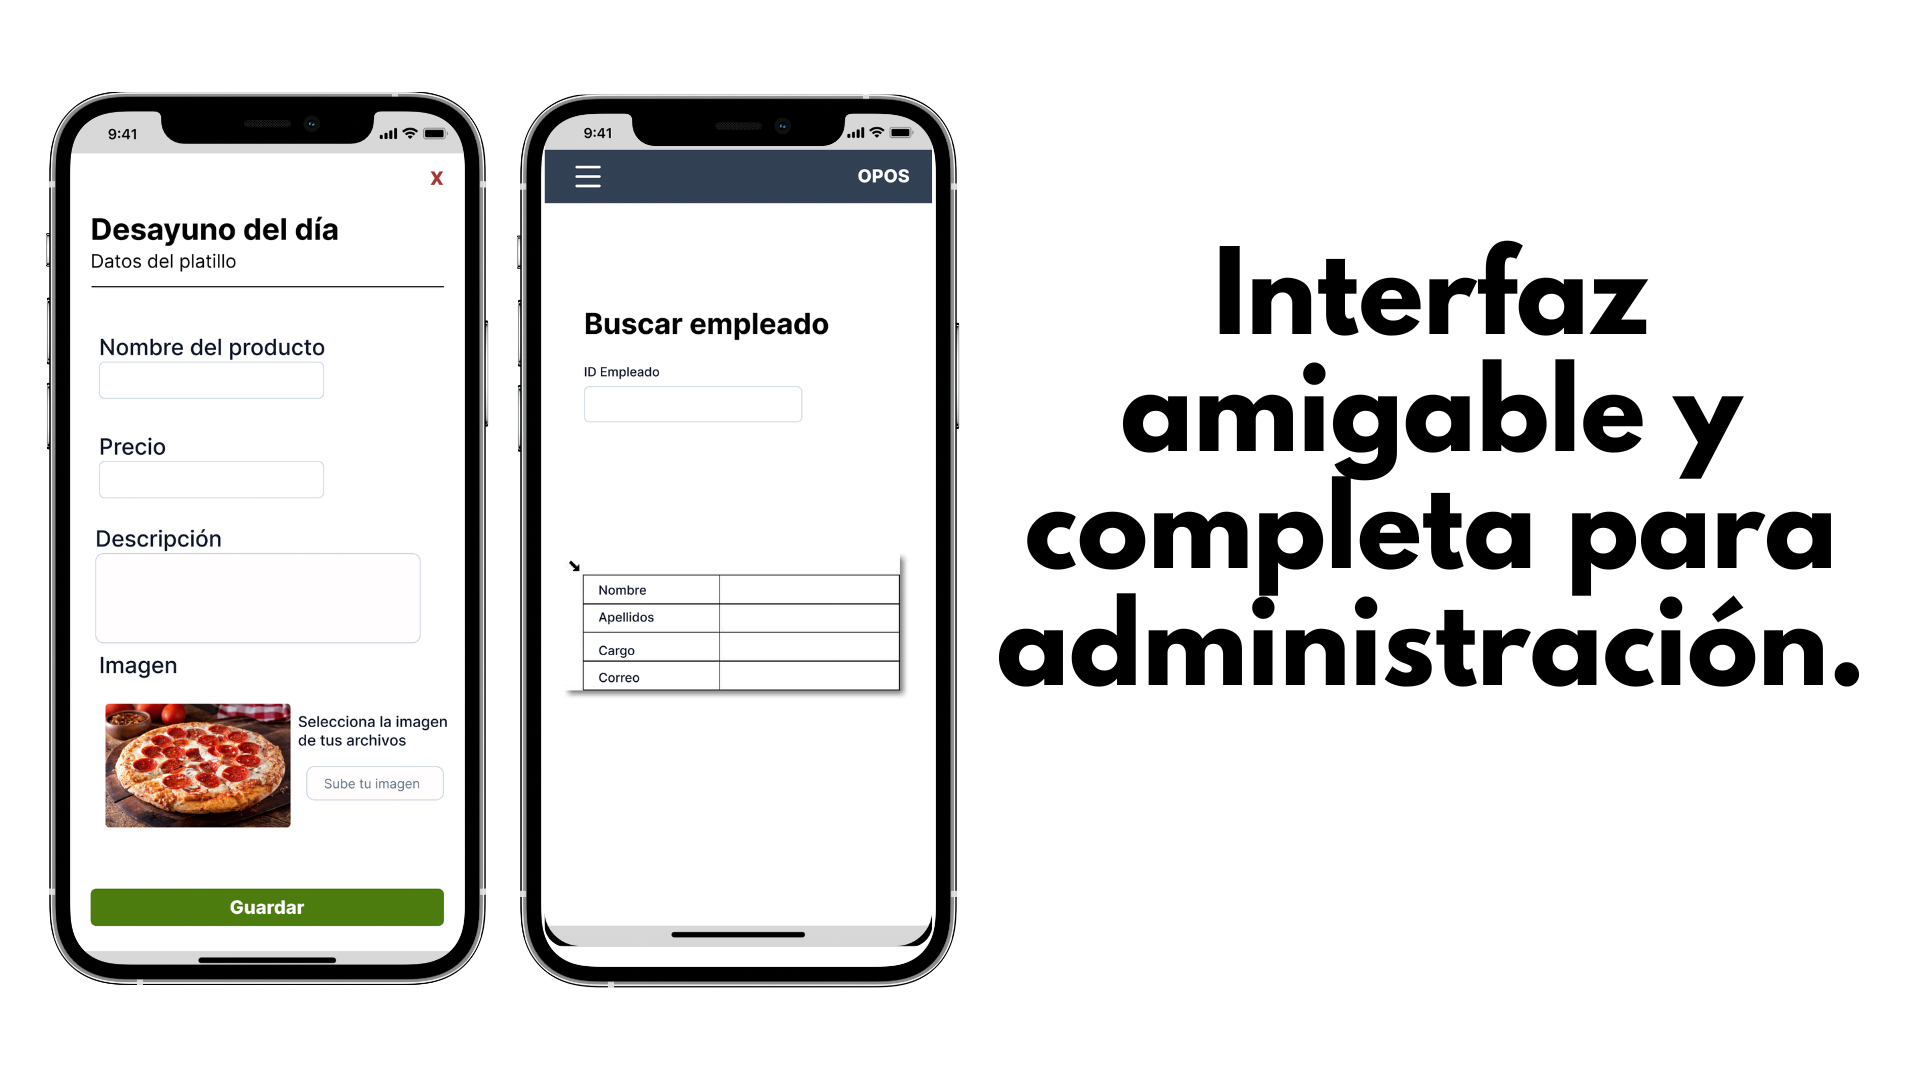 9:41
X
Desayuno del día
Datos del platillo
Nombre del producto
Precio
Descripción
Imagen
Selecciona la imagen
de tus archivos
Sube tu imagen
Guardar
9:41
OPOS
Buscar empleado
ID Empleado
Nombre
Apellidos
Cargo
Correo
Interfaz
amigable y
completa para
administración.